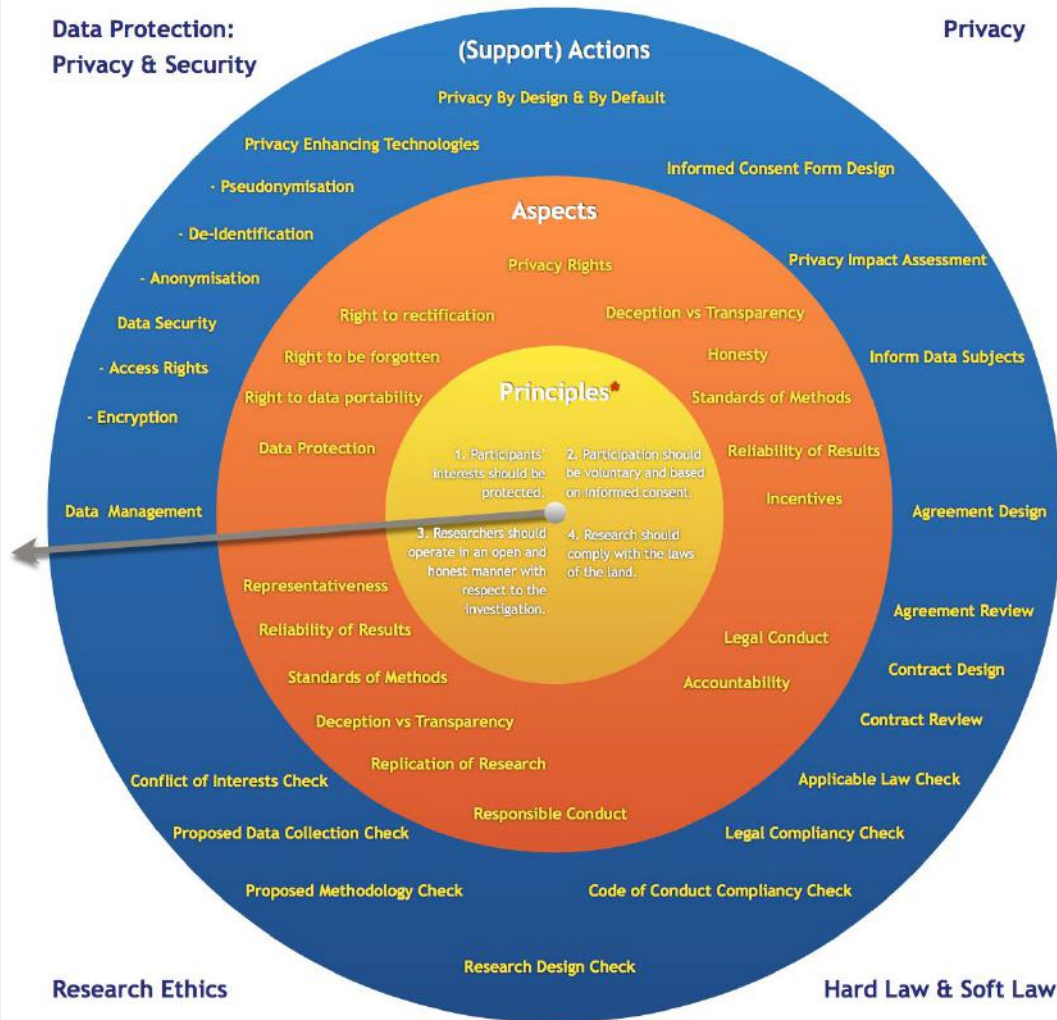 Data Protection:
Privacy & Security
Privacy
(Support) Actions
Privacy By Design & By Default
Privacy Enhancing Technologies
- Pseudonymisation
- De-Identification
- Anonymisation
Data Security
- Access Rights
- Encryption
Data Management
Informed Consent Form Design
Privacy Impact Assessment
Inform Data Subjects
Agreement Design
Agreement Review
Contract Design
Contract Review
Applicable Law Check
Legal Compliancy Check
Code of Conduct Compliancy Check
Conflict of Interests Check
Proposed Data Collection Check
Proposed Methodology Check
Research Design Check
Aspects
Privacy Rights
Right to rectification
Right to be forgotten
Right to data portability
Data Protection
Deception vs Transparency
Honesty
Standards of Methods
Reliability of Results
Incentives
Representativeness
Reliability of Results
Standards of Methods
Deception vs Transparency
Replication of Research
Responsible Conduct
Legal Conduct
Accountability
Principles*
1. Participants'
interests should be
protected.
2. Participation should
be voluntary and based
on informed consent.
3. Researchers should
operate in an open and
honest manner with
respect to the
investigation.
4. Research should
comply with the laws
of the land.
Research Ethics
Hard Law & Soft Law